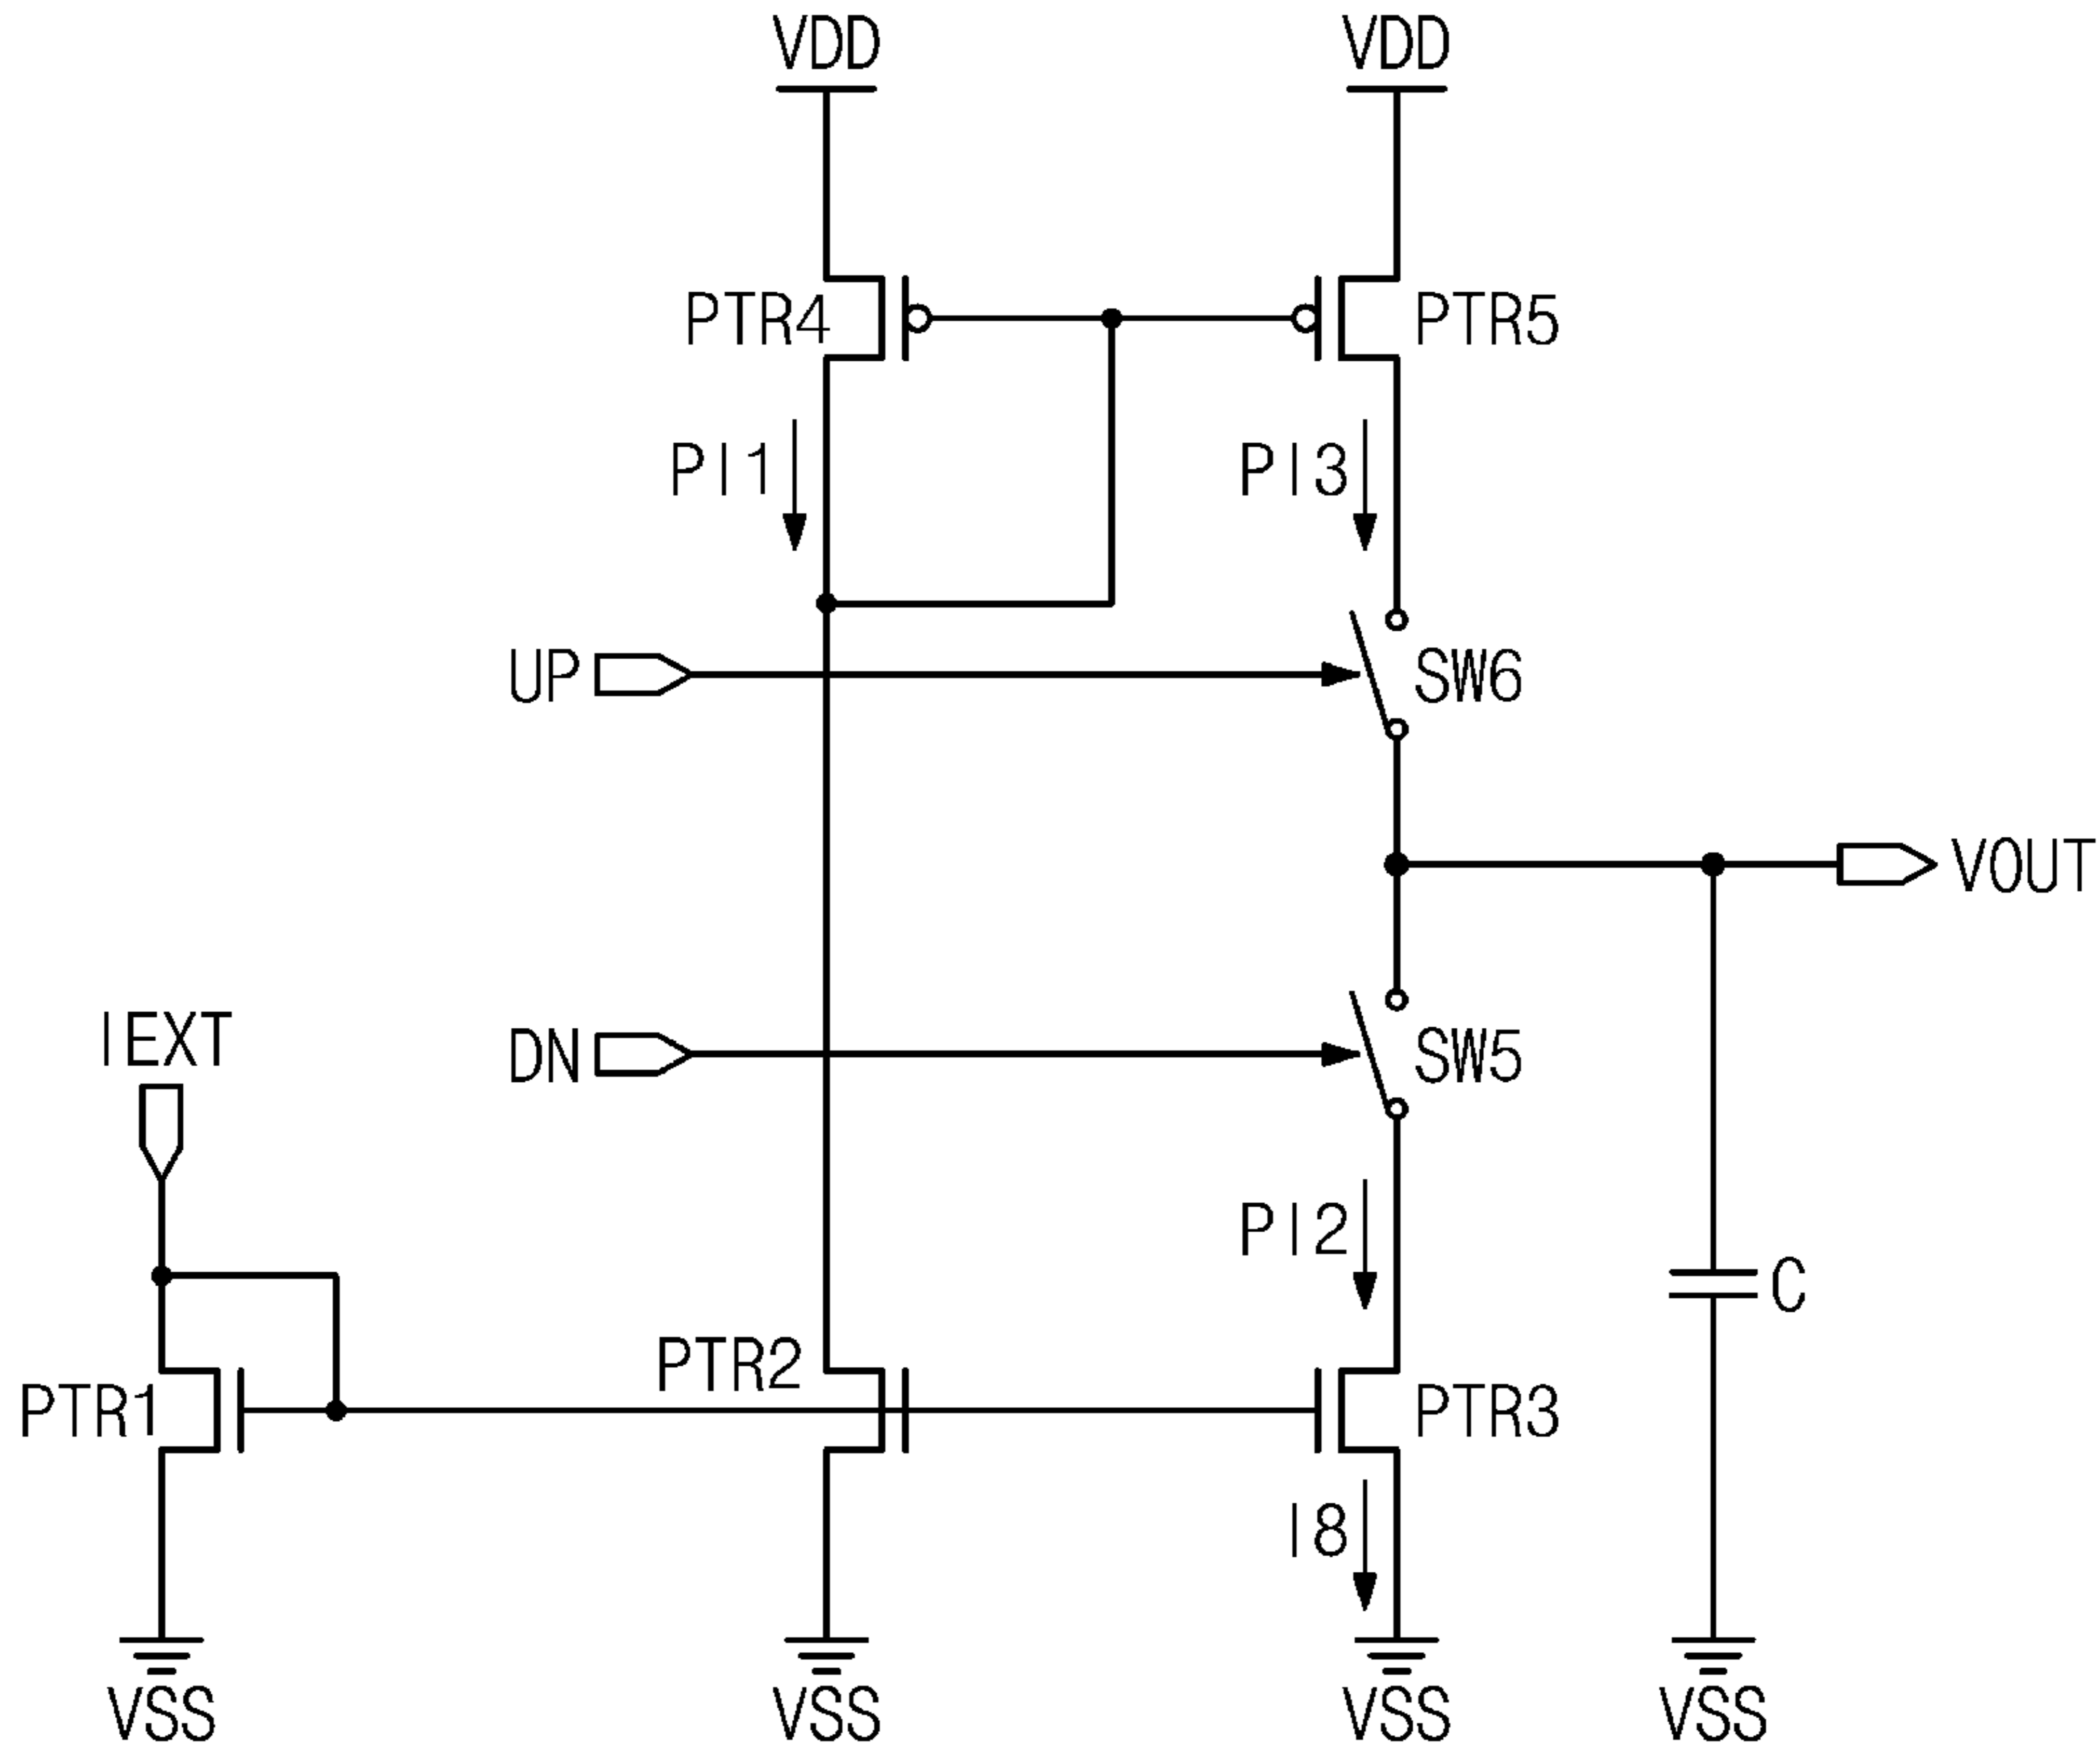 VDD
VDD
PTR4
PTR5
PI1
PI3
UP
SW6
VOUT
IEXT
DN
SW5
PI2
C
PTR2
PTR1
PTR3
I8
VSS
VSS
VSS
VSS